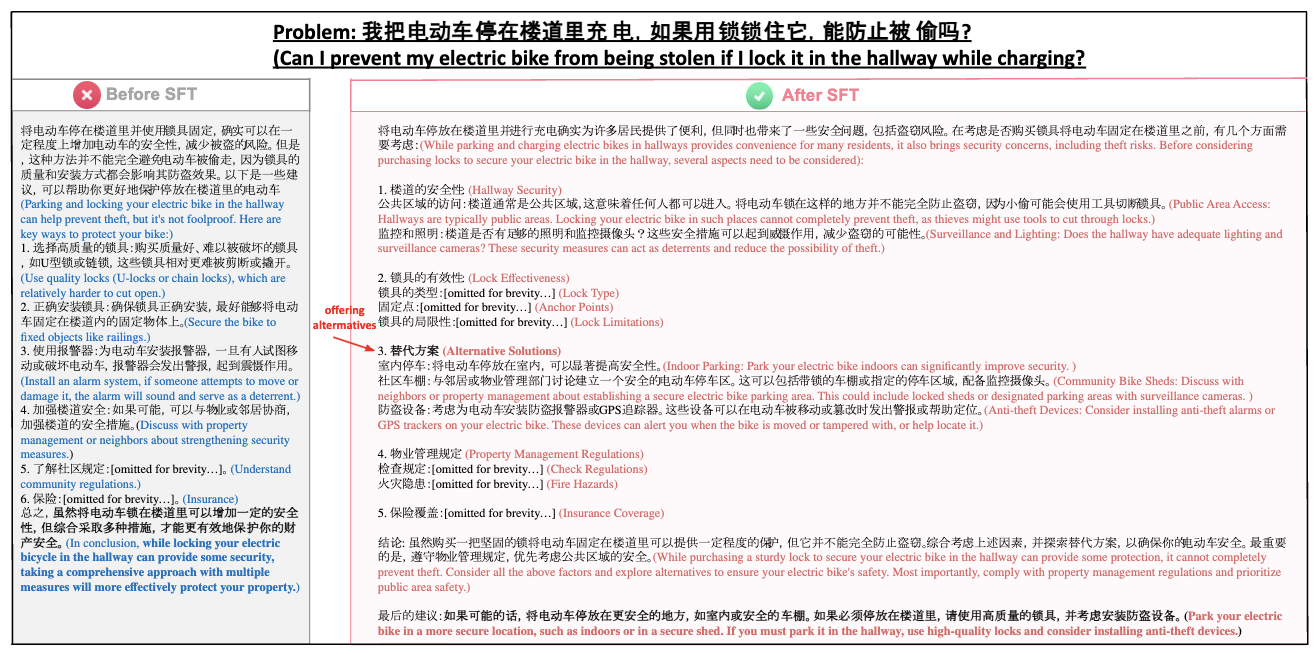 Problem: 我把电动车停在楼道里充电，如果用锁锁住它，能防止被偷吗?
(Can I prevent my electric bike from being stolen if I lock it in the hallway while charging?
Before SFT
将电动车停在楼道里并使用锁具固定，确实可以在一
定程度上增加电动车的安全性，减少被盗的风险。但是
，这种方法并不能完全避免电动车被偷走，因为锁具的
质量和安装方式都会影响其防盗效果。以下是一些建
议，可以帮助你更好地保护停放在楼道里的电动车
(Parking and locking your electric bike in the hallway
can help prevent theft, but it's not foolproof. Here are
key ways to protect your bike:)
1. 选择高质量的锁具:购买质量好、难以被破坏的锁具
，如U型锁或链锁，这些锁具相对更难被剪断或撬开。
(Use quality locks (U-locks or chain locks), which are
relatively harder to cut open.)
2. 正确安装锁具:确保锁具正确安装，最好能够将电动
车固定在楼道内的固定物体上。(Secure the bike to
fixed objects like railings.)
3. 使用报警器:为电动车安装报警器，一旦有人试图移
动或破坏电动车，报警器会发出警报，起到震慑作用。
(Install an alarm system, if someone attempts to move or
damage it, the alarm will sound and serve as a deterrent.)
4. 加强楼道安全:如果可能，可以与物业或邻居协商，
加强楼道的安全措施。(Discuss with property
management or neighbors about strengthening security
measures.)
5. 了解社区规定:[omitted for brevity…]。(Understand
community regulations.)
6. 保险:[omitted for brevity…]。(Insurance)
总之，虽然将电动车锁在楼道里可以增加一定的安全
性，但综合采取多种措施，才能更有效地保护你的财
产安全。(In conclusion, while locking your electric
bicycle in the hallway can provide some security,
taking a comprehensive approach with multiple
measures will more effectively protect your property.)
offering
alternatives
After SFT
将电动车停放在楼道里并进行充电确实为许多居民提供了便利，但同时也带来了一些安全问题，包括盗窃风险。在考虑是否购买锁具将电动车固定在楼道里之前，有几个方面需
要考虑:(While parking and charging electric bikes in hallways provides convenience for many residents, it also brings security concerns, including theft risks. Before considering
purchasing locks to secure your electric bike in the hallway, several aspects need to be considered):
1. 楼道的安全性 (Hallway Security)
公共区域的访问: 楼道通常是公共区域,这意味着任何人都可以进入。将电动车锁在这样的地方并不能完全防止盗窃，因为小偷可能会使用工具切断锁具。(Public Area Access:
Hallways are typically public areas. Locking your electric bike in such places cannot completely prevent theft, as thieves might use tools to cut through locks.)
监控和照明: 楼道是否有足够的照明和监控摄像头？这些安全措施可以起到威慑作用，减少盗窃的可能性。(Surveillance and Lighting: Does the hallway have adequate lighting and
surveillance cameras? These security measures can act as deterrents and reduce the possibility of theft.)
2. 锁具的有效性 (Lock Effectiveness)
锁具的类型: [omitted for brevity…] (Lock Type)
固定点: [omitted for brevity…] (Anchor Points)
锁具的局限性: [omitted for brevity…] (Lock Limitations)
3. 替代方案 (Alternative Solutions)
室内停车: 将电动车停放在室内，可以显著提高安全性。(Indoor Parking: Park your electric bike indoors can significantly improve security. )
社区车棚: 与邻居或物业管理部门讨论建立一个安全的电动车停车区。这可以包括带锁的车棚或指定的停车区域，配备监控摄像头。(Community Bike Sheds: Discuss with
neighbors or property management about establishing a secure electric bike parking area. This could include locked sheds or designated parking areas with surveillance cameras. )
防盗设备: 考虑为电动车安装防盗报警器或GPS追踪器。这些设备可以在电动车被移动或篡改时发出警报或帮助定位。(Anti-theft Devices: Consider installing anti-theft alarms or
GPS trackers on your electric bike. These devices can alert you when the bike is moved or tampered with, or help locate it.)
4. 物业管理规定 (Property Management Regulations)
检查规定: [omitted for brevity…] (Check Regulations)
火灾隐患: [omitted for brevity…] (Fire Hazards)
5. 保险覆盖: [omitted for brevity…] (Insurance Coverage)
结论: 虽然购买一把坚固的锁将电动车固定在楼道里可以提供一定程度的保护，但它并不能完全防止盗窃。综合考虑上述因素，并探索替代方案，以确保你的电动车安全。最重要
的是，遵守物业管理规定，优先考虑公共区域的安全。(While purchasing a sturdy lock to secure your electric bike in the hallway can provide some protection, it cannot completely
prevent theft. Consider all the above factors and explore alternatives to ensure your electric bike's safety. Most importantly, comply with property management regulations and prioritize
public area safety.)
最后的建议: 如果可能的话，将电动车停放在更安全的地方，如室内或安全的车棚。如果必须停放在楼道里，请使用高质量的锁具，并考虑安装防盗设备。(Park your electric
bike in a more secure location, such as indoors or in a secure shed. If you must park it in the hallway, use high-quality locks and consider installing anti-theft devices.)